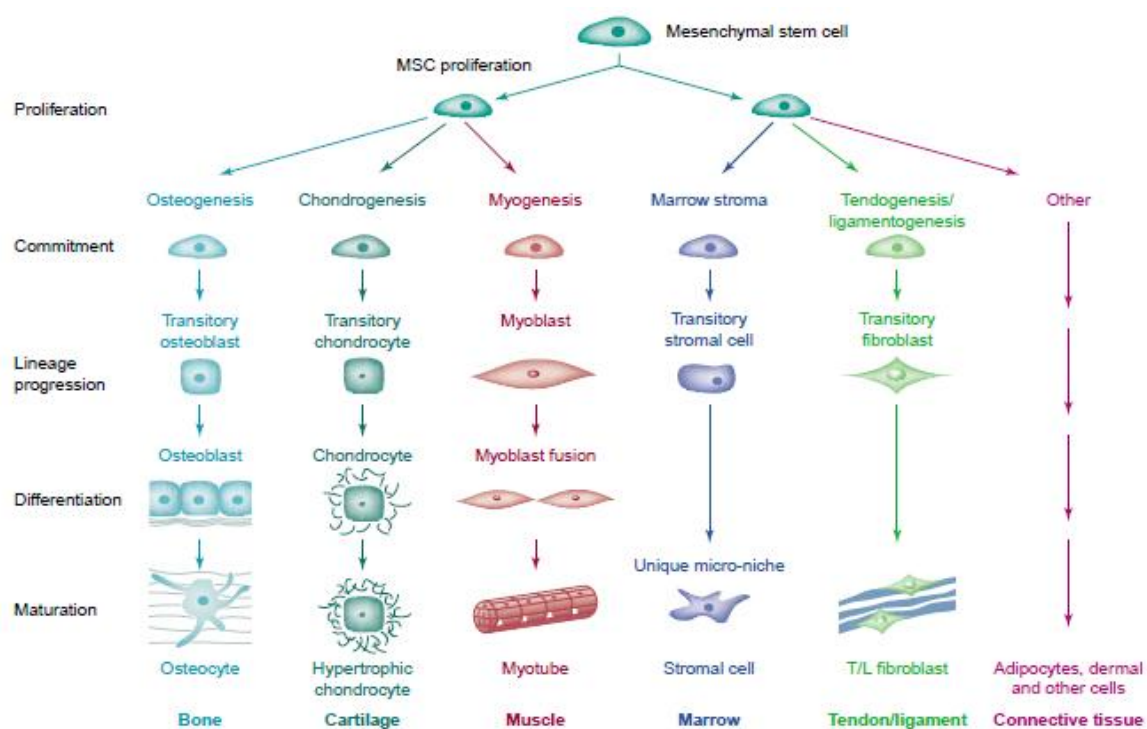 Mesenchymal stem cell
MSC proliferation
Proliferation
Osteogenesis
Chondrogenesis
Myogenesis
Marrow stroma
Tendogenesis/
ligamentogenesis
Other
Commitment
Transitory
osteoblast
Transitory
chondrocyte
Myoblast
Transitory
stromal cell
Transitory
fibroblast
Lineage
progression
Osteoblast
Chondrocyte
Myoblast fusion
Differentiation
Unique micro-niche
Maturation
Osteocyte
Hypertrophic
chondrocyte
Myotube
Stromal cell
T/L fibroblast
Adipocytes, dermal
and other cells
Bone
Cartilage
Muscle
Marrow
Tendon/ligament
Connective tissue